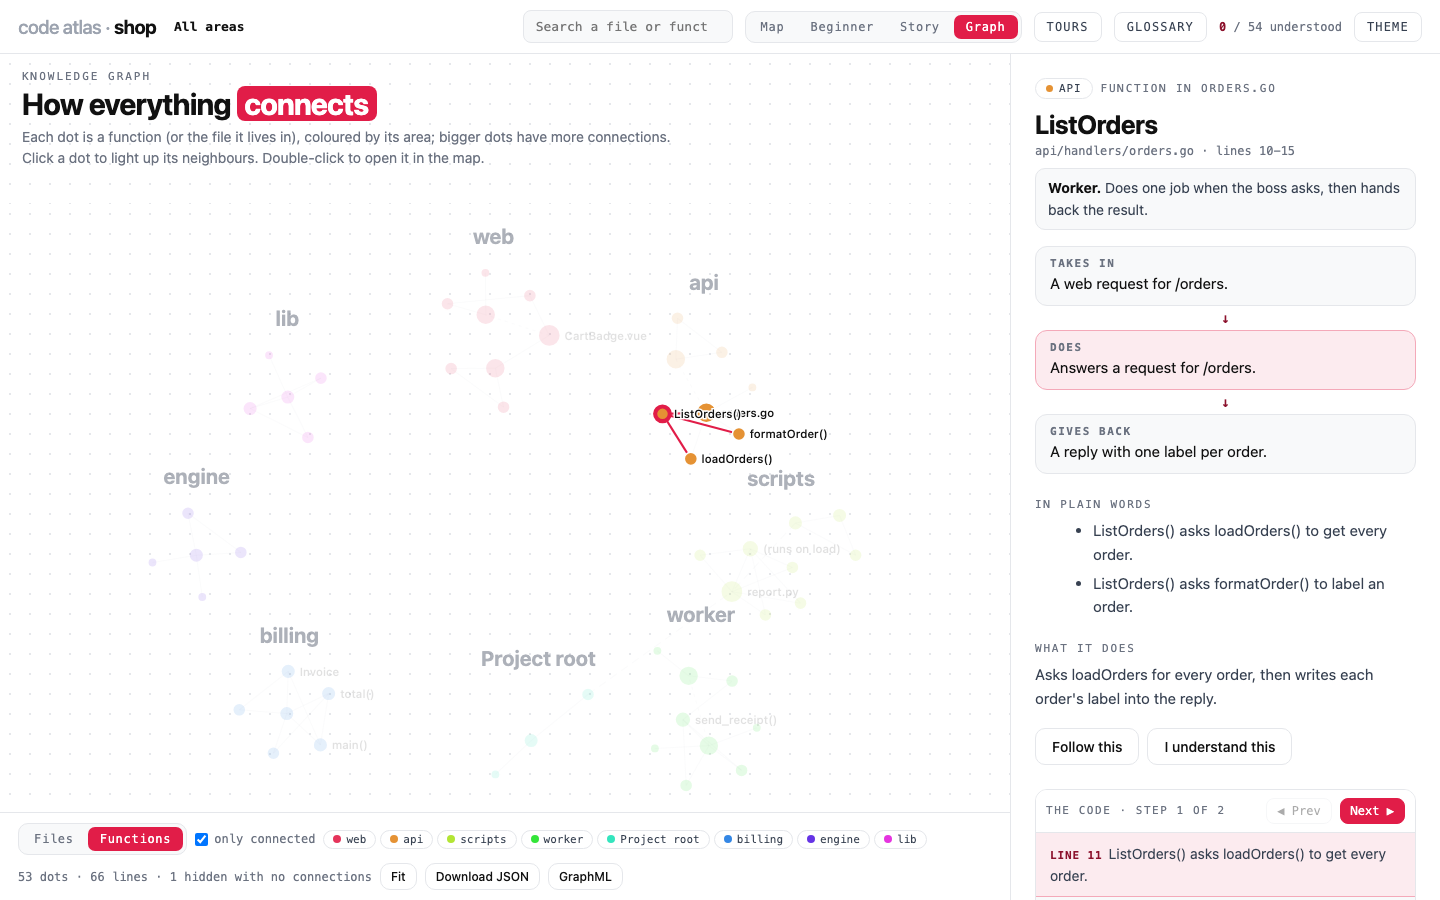 code atlas · shop
All areas
Search a file or funct
Map
Beginner
Story
Graph
TOURS
GLOSSARY
0 / 54 understood
THEME
KNOWLEDGE GRAPH
How everything connects
Each dot is a function (or the file it lives in), coloured by its area; bigger dots have more connections.
Click a dot to light up its neighbours. Double-click to open it in the map.
web
api
lib
CartBadge.vue
ListOrders()
ers.go
formatOrder()
loadOrders()
engine
scripts
(runs on load)
report.py
worker
billing
Project root
Invoice
total()
send_receipt()
main()
Files
Functions
only connected
web
api
scripts
worker
Project root
billing
engine
lib
53 dots · 66 lines · 1 hidden with no connections
Fit
Download JSON
GraphML
API
FUNCTION IN ORDERS.GO
ListOrders
api/handlers/orders.go · lines 10–15
Worker. Does one job when the boss asks, then hands
back the result.
TAKES IN
A web request for /orders.
↓
DOES
Answers a request for /orders.
↓
GIVES BACK
A reply with one label per order.
IN PLAIN WORDS
• ListOrders() asks loadOrders() to get every
order.
• ListOrders() asks formatOrder() to label an
order.
WHAT IT DOES
Asks loadOrders for every order, then writes each
order's label into the reply.
Follow this
I understand this
THE CODE · STEP 1 OF 2
◀ Prev
Next ▶
LINE 11 ListOrders() asks loadOrders() to get every
order.